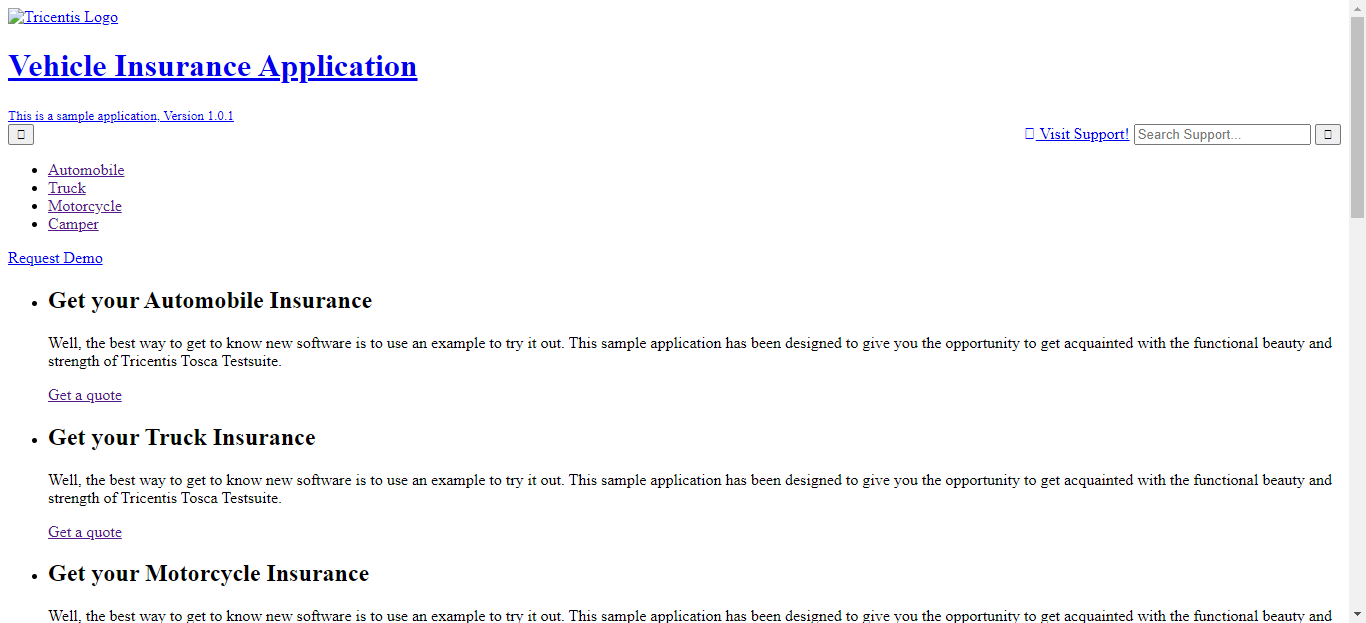 Tricentis Logo
Vehicle Insurance Application
This is a sample application, Version 1.0.1
Visit Support! Search Support...
Automobile
Truck
Motorcycle
Camper
Request Demo
Get your Automobile Insurance
Well, the best way to get to know new software is to use an example to try it out. This sample application has been designed to give you the opportunity to get acquainted with the functional beauty and
strength of Tricentis Tosca Testsuite.
Get a quote
Get your Truck Insurance
Well, the best way to get to know new software is to use an example to try it out. This sample application has been designed to give you the opportunity to get acquainted with the functional beauty and
strength of Tricentis Tosca Testsuite.
Get a quote
Get your Motorcycle Insurance
Well, the best way to get to know new software is to use an example to try it out. This sample application has been designed to give you the opportunity to get acquainted with the functional beauty and